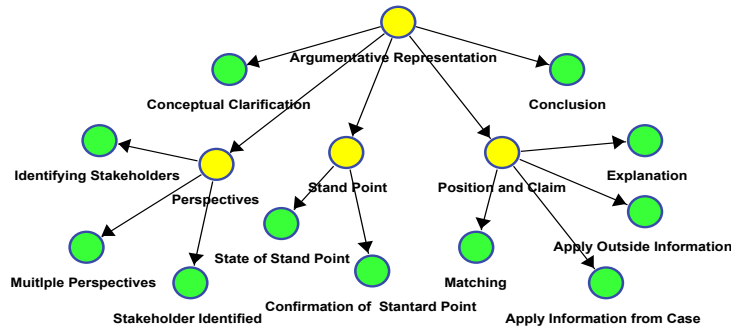 Argumentative Representation
Conceptual Clarification
Conclusion
Identifying Stakeholders
Perspectives
Stand Point
Position and Claim
Explanation
State of Stand Point
Apply Outside Information
Muitlple Perspectives
Matching
Stakeholder Identified
Confirmation of Stantard Point
Apply Information from Case